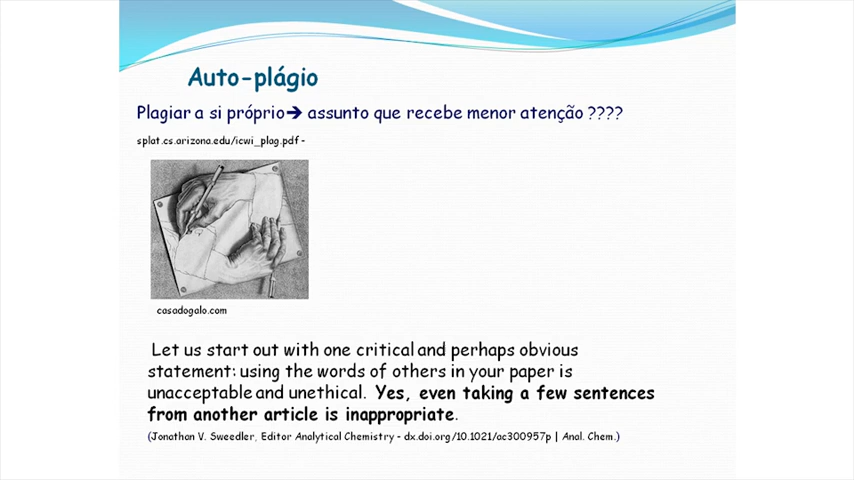 Auto-plágio
Plagiar a si próprio➔ assunto que recebe menor atenção ????
splat.cs.arizona.edu/icwi_plag.pdf -
casadogalo.com
Let us start out with one critical and perhaps obvious
statement: using the words of others in your paper is
unacceptable and unethical. Yes, even taking a few sentences
from another article is inappropriate.
(Jonathan V. Sweedler, Editor Analytical Chemistry - dx.doi.org/10.1021/ac300957p | Anal. Chem.)